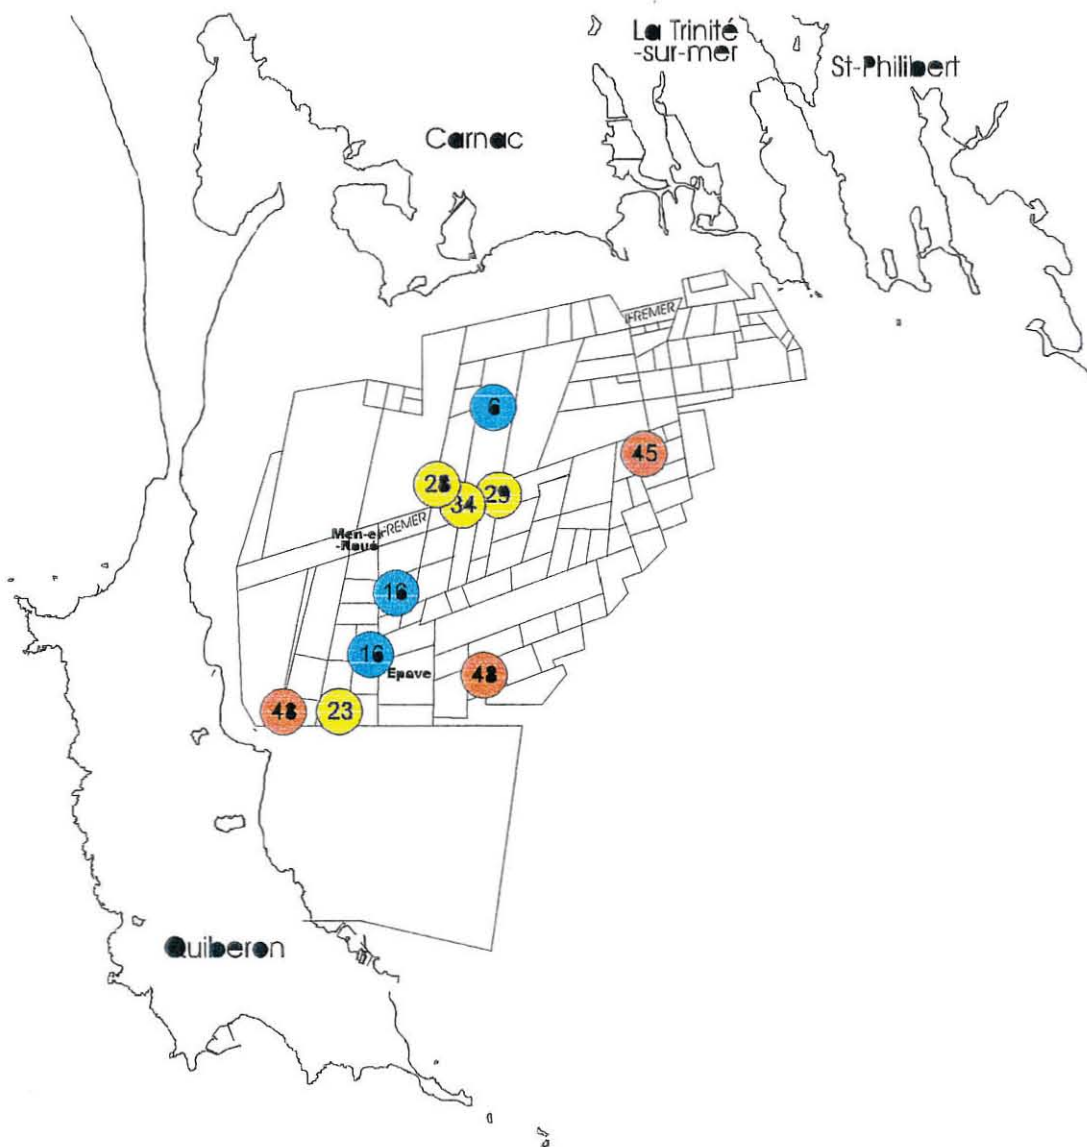 La Trinité
-sur-mer
St-Philibert
Carnac
IFREMER
6
45
28
29
34
IFREMER
Men-er
-Roué
16
16
Epave
48
48
23
Quiberon